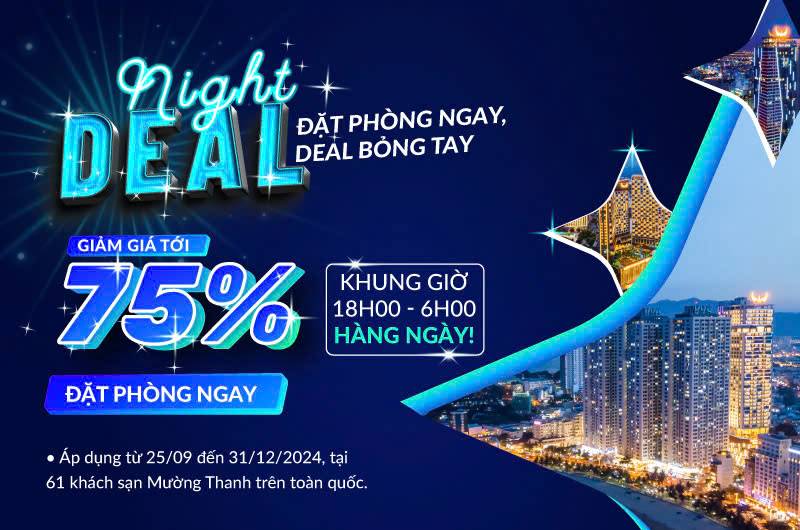 Night
DEAL
ĐẶT PHÒNG NGAY,
DEAL BỎNG TAY
GIẢM GIÁ TỚI
75%
KHUNG GIỜ
18H00 - 6H00
HÀNG NGÀY!
ĐẶT PHÒNG NGAY
• Áp dụng từ 25/09 đến 31/12/2024, tại
61 khách sạn Mường Thanh trên toàn quốc.